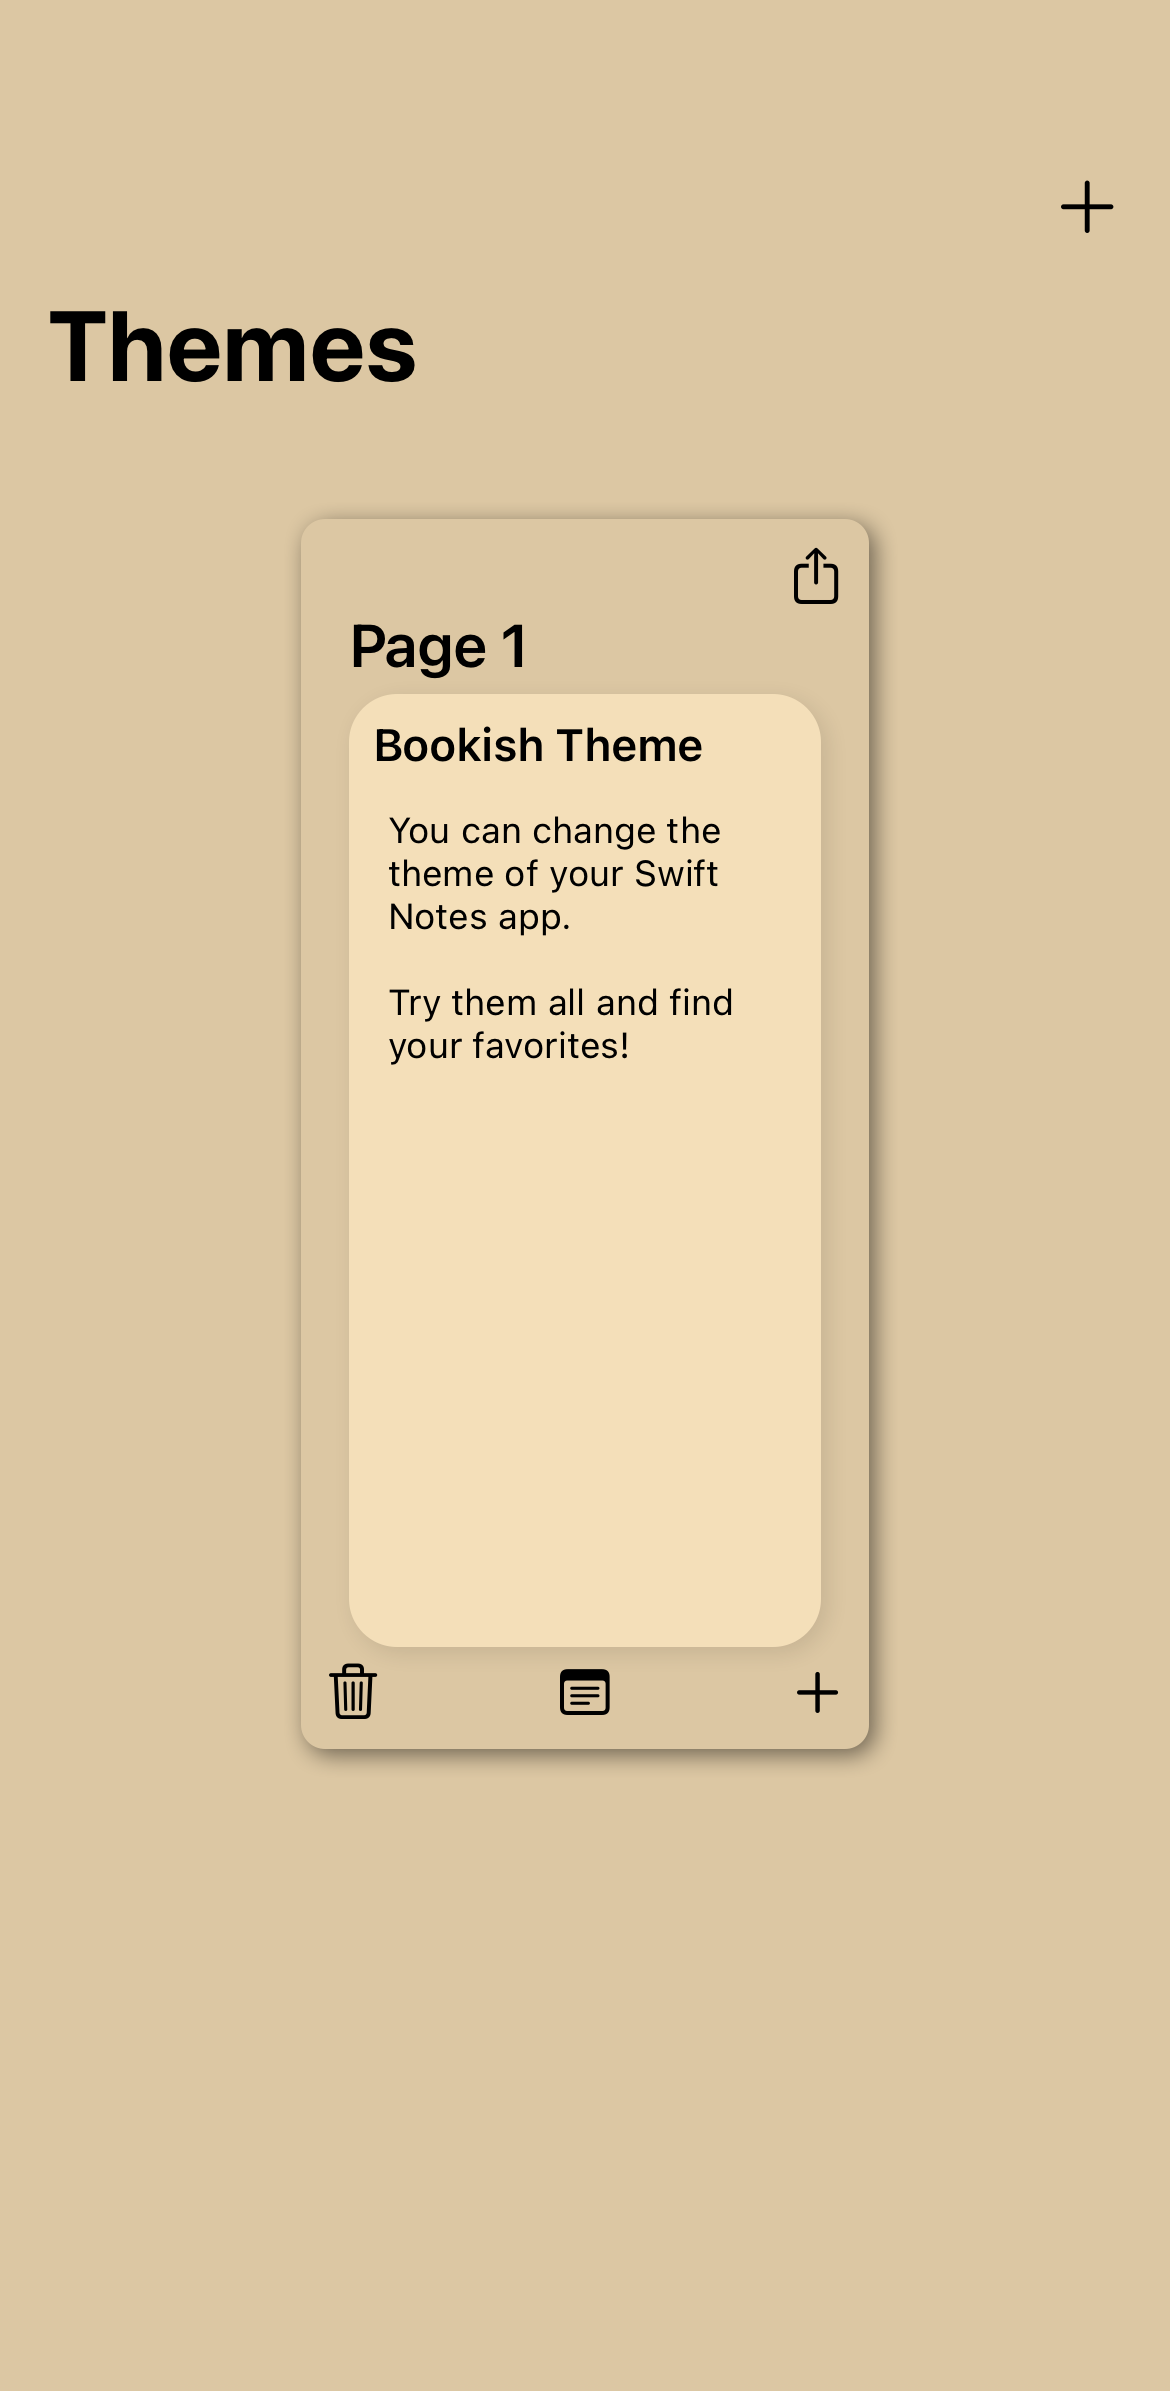 Themes
Page 1
Bookish Theme
You can change the
theme of your Swift
Notes app.
Try them all and find
your favorites!